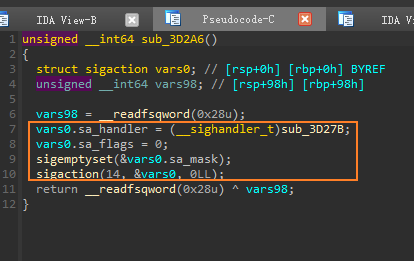 IDA View-B
Pseudocode-C
IDA View
1 unsigned __int64 sub_3D2A6()
2 {
3 struct sigaction vars0; // [rsp+0h] [rbp+0h] BYREF
4 unsigned __int64 vars98; // [rsp+98h] [rbp+98h]
5
6 vars98 = __readfsqword(0x28u);
7 vars0.sa_handler = (__sighandler_t)sub_3D27B;
8 vars0.sa_flags = 0;
9 sigemptyset(&vars0.sa_mask);
10 sigaction(14, &vars0, 0LL);
11 return __readfsqword(0x28u) ^ vars98;
12 }